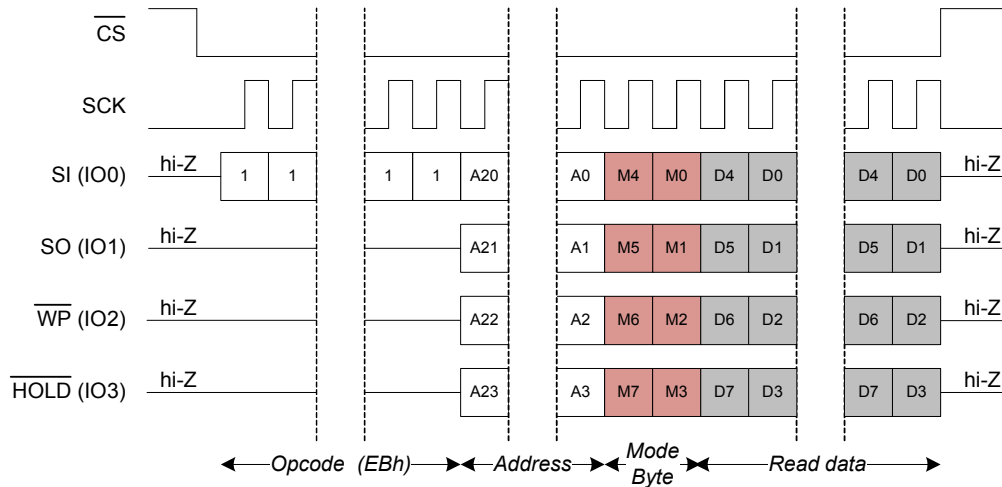 CS
SCK
SI (IO0) hi-Z 1 1 1 1 A20 A0 M4 M0 D4 D0 D4 D0 hi-Z
SO (IO1) hi-Z A21 A1 M5 M1 D5 D1 D5 D1 hi-Z
WP (IO2) hi-Z A22 A2 M6 M2 D6 D2 D6 D2 hi-Z
HOLD (IO3) hi-Z A23 A3 M7 M3 D7 D3 D7 D3 hi-Z
Opcode (EBh) Address Mode Read data
Byte